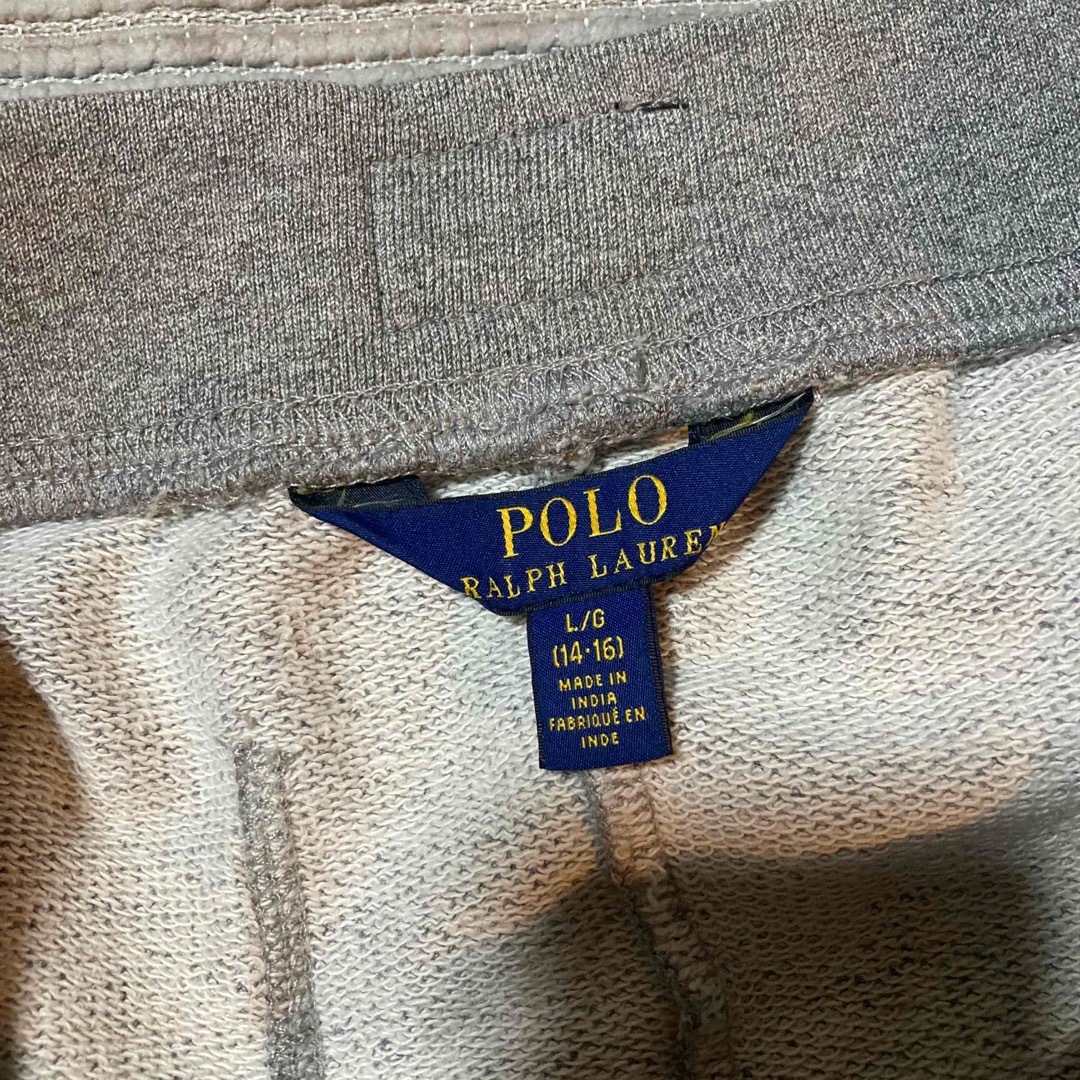 POLO
RALPH LAUREN
L/G
(14·16)
MADE IN
INDIA
FABRIQUÉ EN
INDE